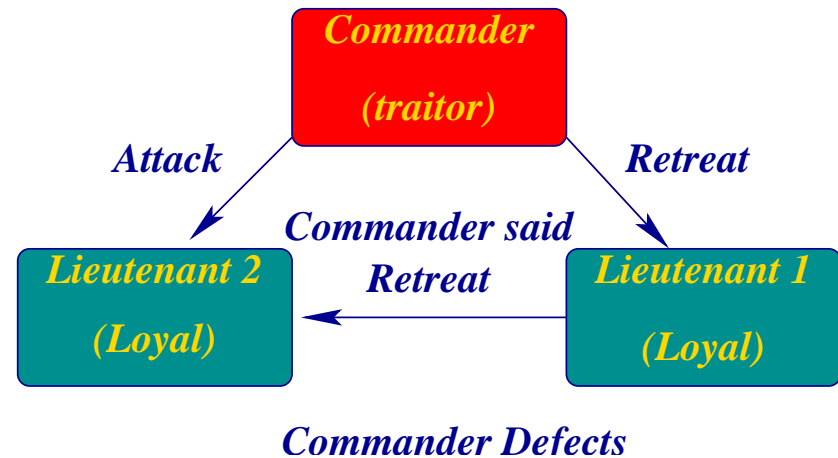 Commander
(traitor)
Attack
Retreat
Commander said
Retreat
Lieutenant 2
(Loyal)
Lieutenant 1
(Loyal)
Commander Defects